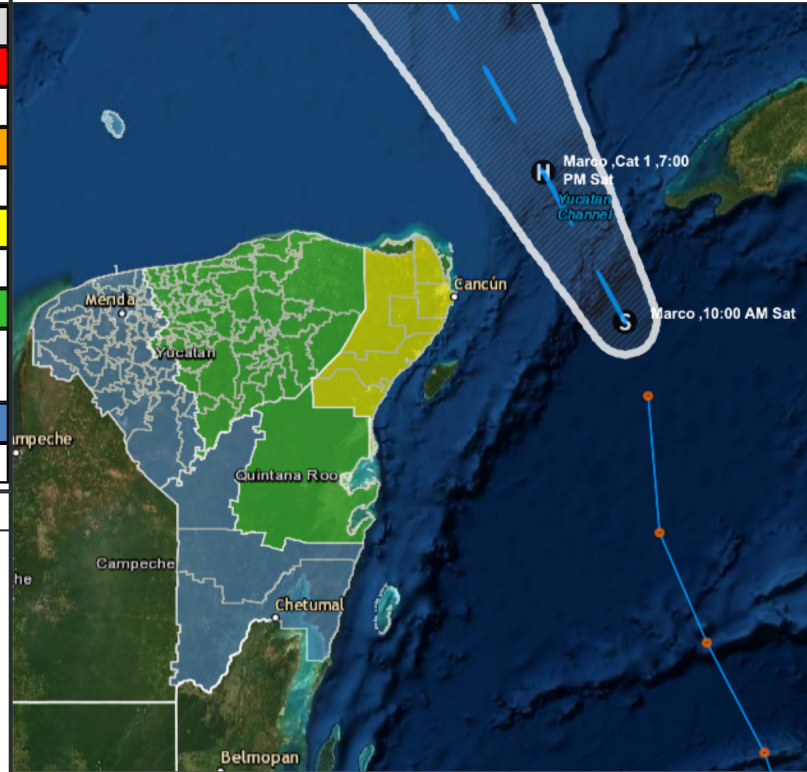 H
Marco ,Cat 1 ,7:00
PM Sat
Yucatan
Channel
Cancún
Mérida
S
Marco ,10:00 AM Sat
Yucatan
ampeche
Quintana Roo
Campeche
he
Chetumal
Belmopan